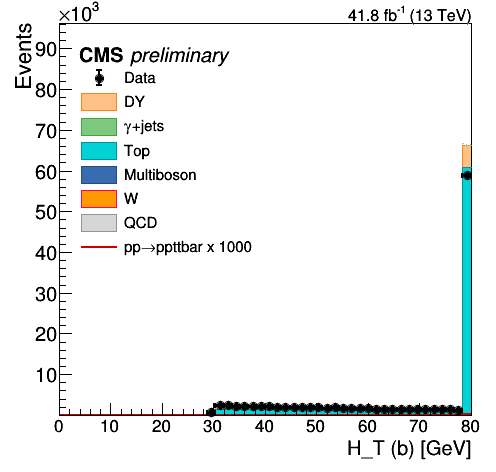 ×10³
41.8 fb⁻¹ (13 TeV)
Events
CMS preliminary
Data
DY
γ+jets
Top
Multiboson
W
QCD
pp→ppttbar x 1000
90
80
70
60
50
40
30
20
10
0 10 20 30 40 50 60 70 80
H_T (b) [GeV]